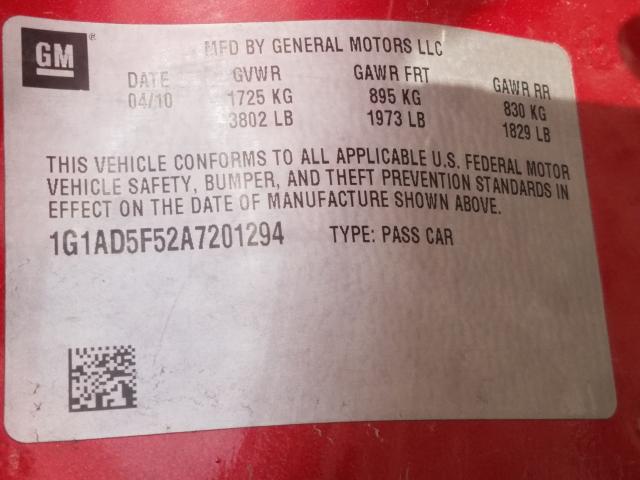 GM®
MFD BY GENERAL MOTORS LLC
DATE GVWR GAWR FRT GAWR RR
04/10 1725 KG 895 KG 830 KG
3802 LB 1973 LB 1829 LB
THIS VEHICLE CONFORMS TO ALL APPLICABLE U.S. FEDERAL MOTOR
VEHICLE SAFETY, BUMPER, AND THEFT PREVENTION STANDARDS IN
EFFECT ON THE DATE OF MANUFACTURE SHOWN ABOVE.
1G1AD5F52A7201294 TYPE: PASS CAR